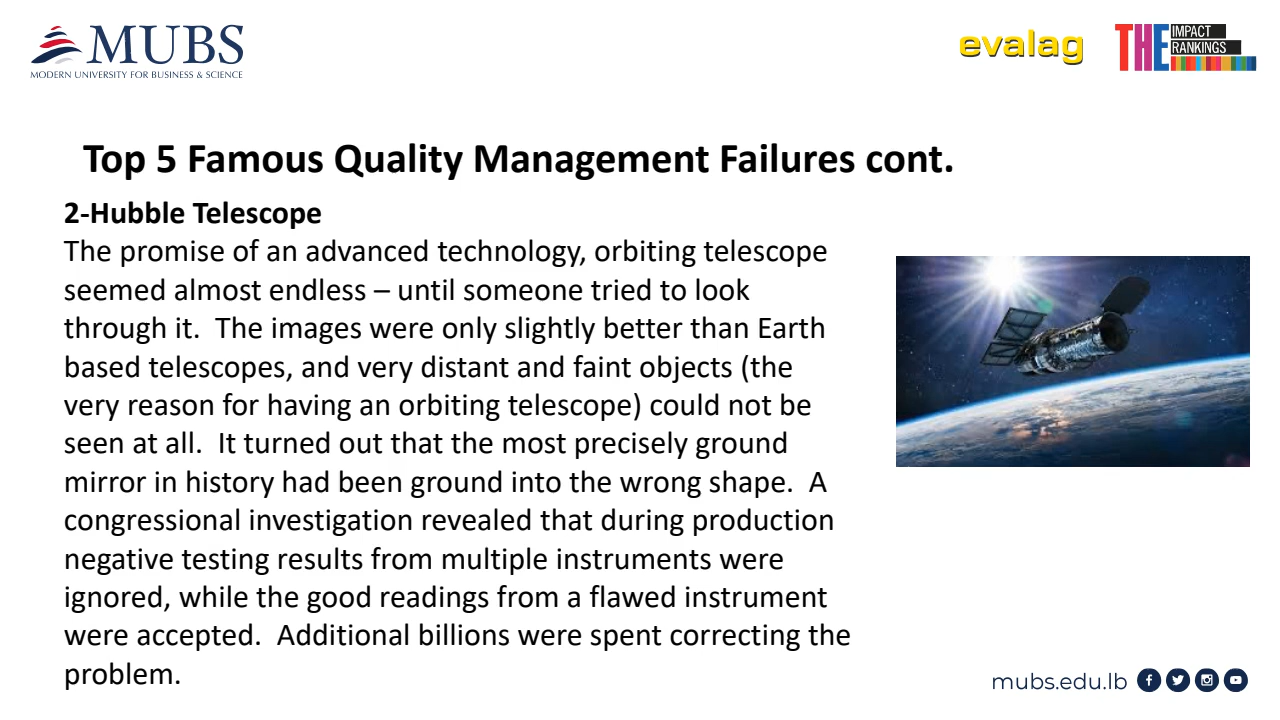 MUBS
MODERN UNIVERSITY FOR BUSINESS & SCIENCE
evalag
THE IMPACT RANKINGS
Top 5 Famous Quality Management Failures cont.
2-Hubble Telescope
The promise of an advanced technology, orbiting telescope
seemed almost endless – until someone tried to look
through it.  The images were only slightly better than Earth
based telescopes, and very distant and faint objects (the
very reason for having an orbiting telescope) could not be
seen at all.  It turned out that the most precisely ground
mirror in history had been ground into the wrong shape.  A
congressional investigation revealed that during production
negative testing results from multiple instruments were
ignored, while the good readings from a flawed instrument
were accepted.  Additional billions were spent correcting the
problem.
mubs.edu.lb